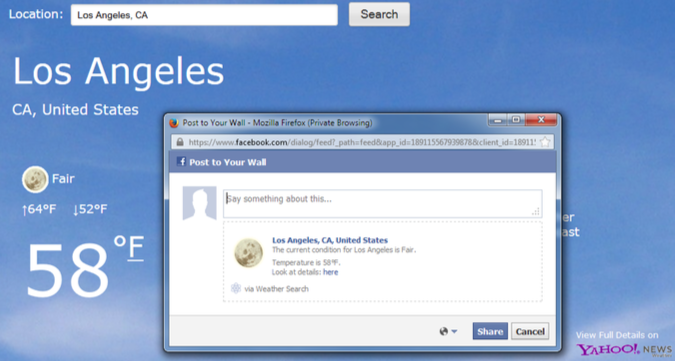 Location: Los Angeles, CA Search
Los Angeles
CA, United States
Fair
↑64°F ↓52°F
58°F
Post to Your Wall - Mozilla Firefox (Private Browsing)
https://www.facebook.com/dialog/feed?_path=feed&app_id=189115567939878&client_id=18911
Post to Your Wall
Say something about this...
Los Angeles, CA, United States
The current condition for Los Angeles is Fair.
Temperature is 58°F.
Look at details: here
via Weather Search
Share Cancel
View Full Details on
YAHOO! NEWS